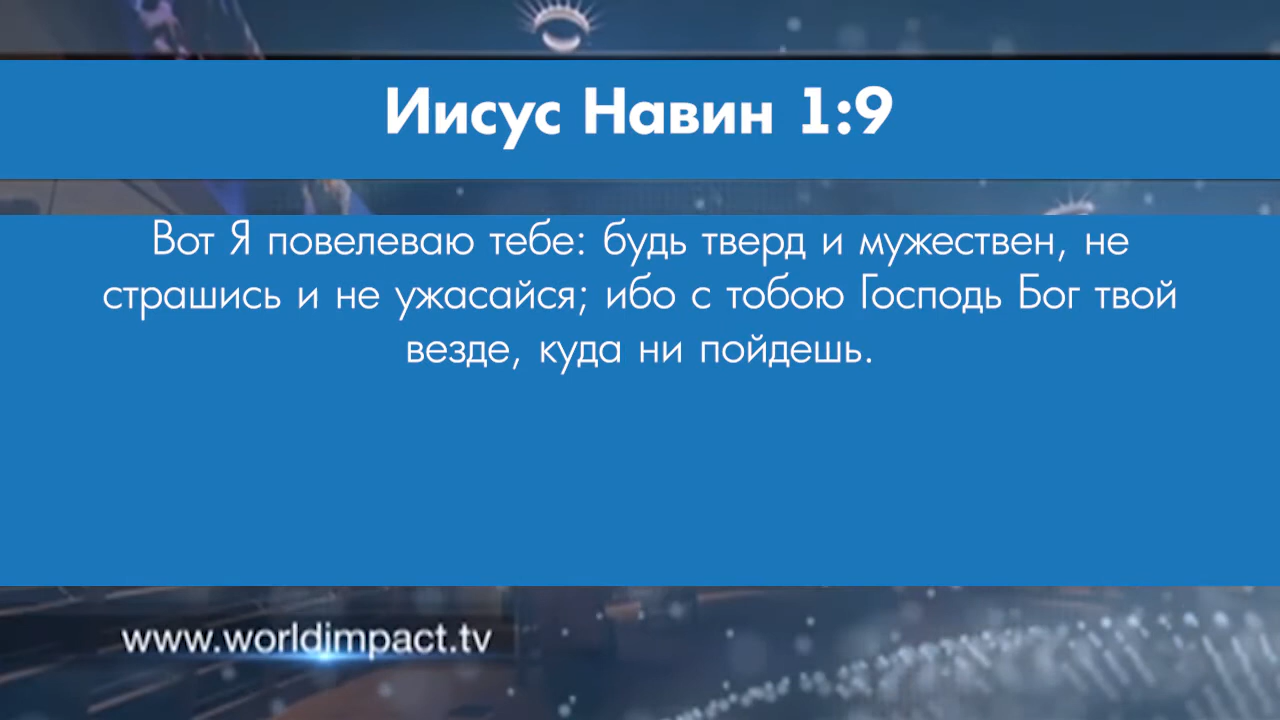 Иисус Навин 1:9
Вот Я повелеваю тебе: будь тверд и мужествен, не
страшись и не ужасайся; ибо с тобою Господь Бог твой
везде, куда ни пойдешь.
www.worldimpact.tv